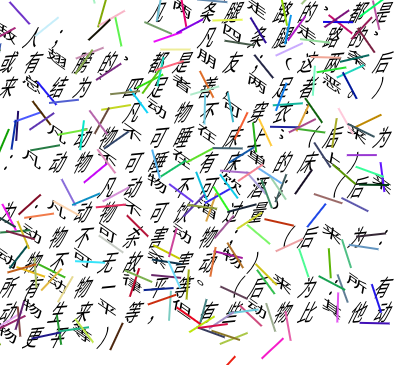 凡两条腿走路的，都是
敌人；凡四条腿走路的，
或有翅膀的，都是朋友（这两条后
来总结为四足者善，两足者恶）
凡动物不可穿衣
；凡动物不可睡在床上（后来为
：凡动物不可睡在有床单的床上）
；凡动物不可饮酒（后来
为：凡动物不可饮酒过量）
；凡动物不可杀害动物（后来为：
动物不可无故杀害动物）；
所有动物一律平等。（后来为：所有
动物生来平等，但有些动物比其他动
物更平等）